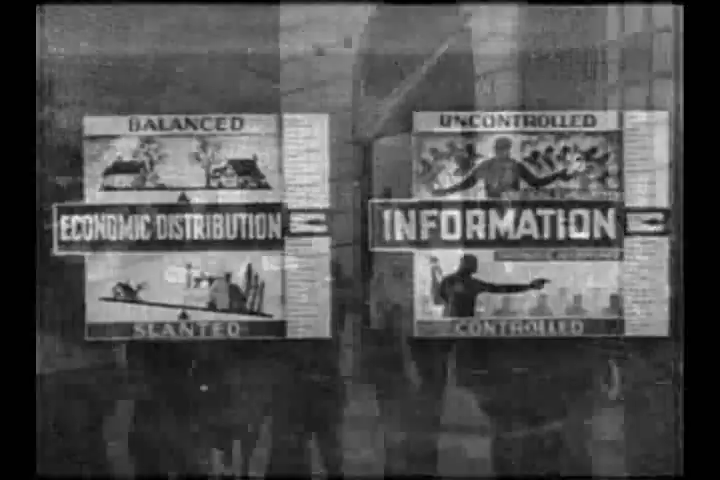 BALANCED
ECONOMIC DISTRIBUTION
SLANTED
UNCONTROLLED
INFORMATION
CONTROLLED